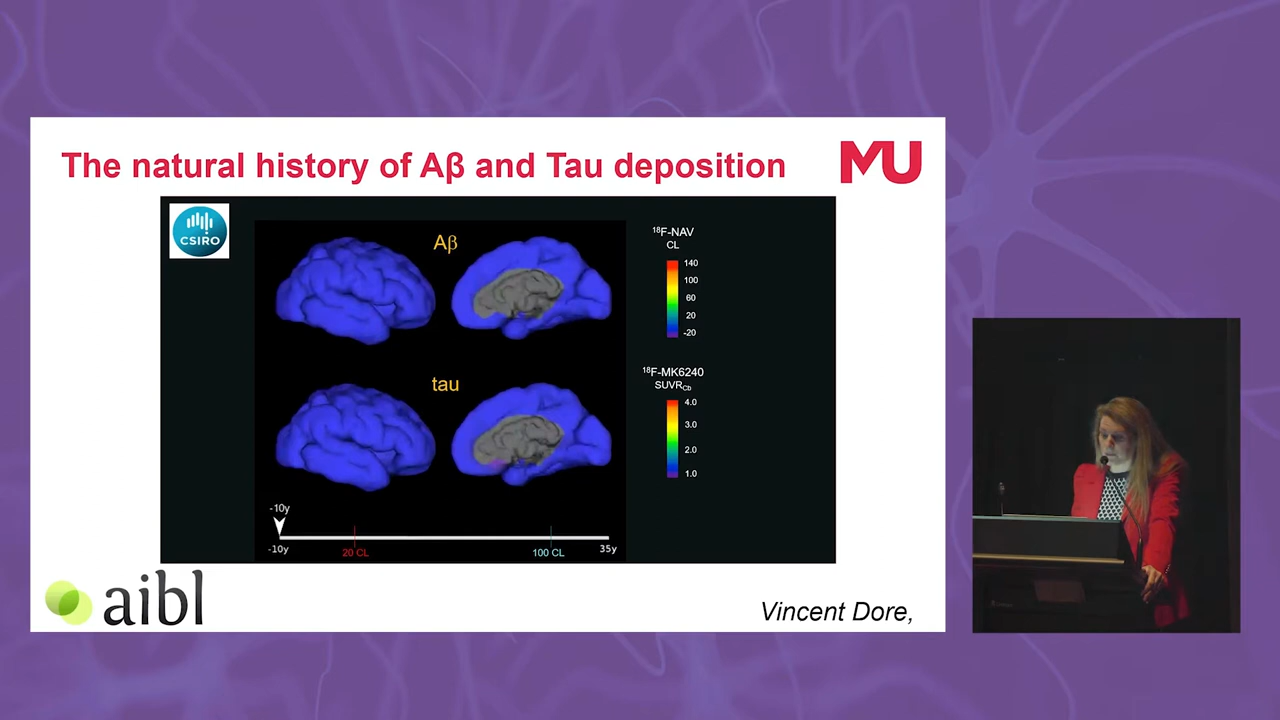 The natural history of Aβ and Tau deposition
MU
CSIRO
Aβ
¹⁸F-NAV
CL
140
100
60
20
-20
tau
¹⁸F-MK6240
SUVRCb
4.0
3.0
2.0
1.0
-10y
-10y
20 CL
100 CL
35y
aibl
Vincent Dore,